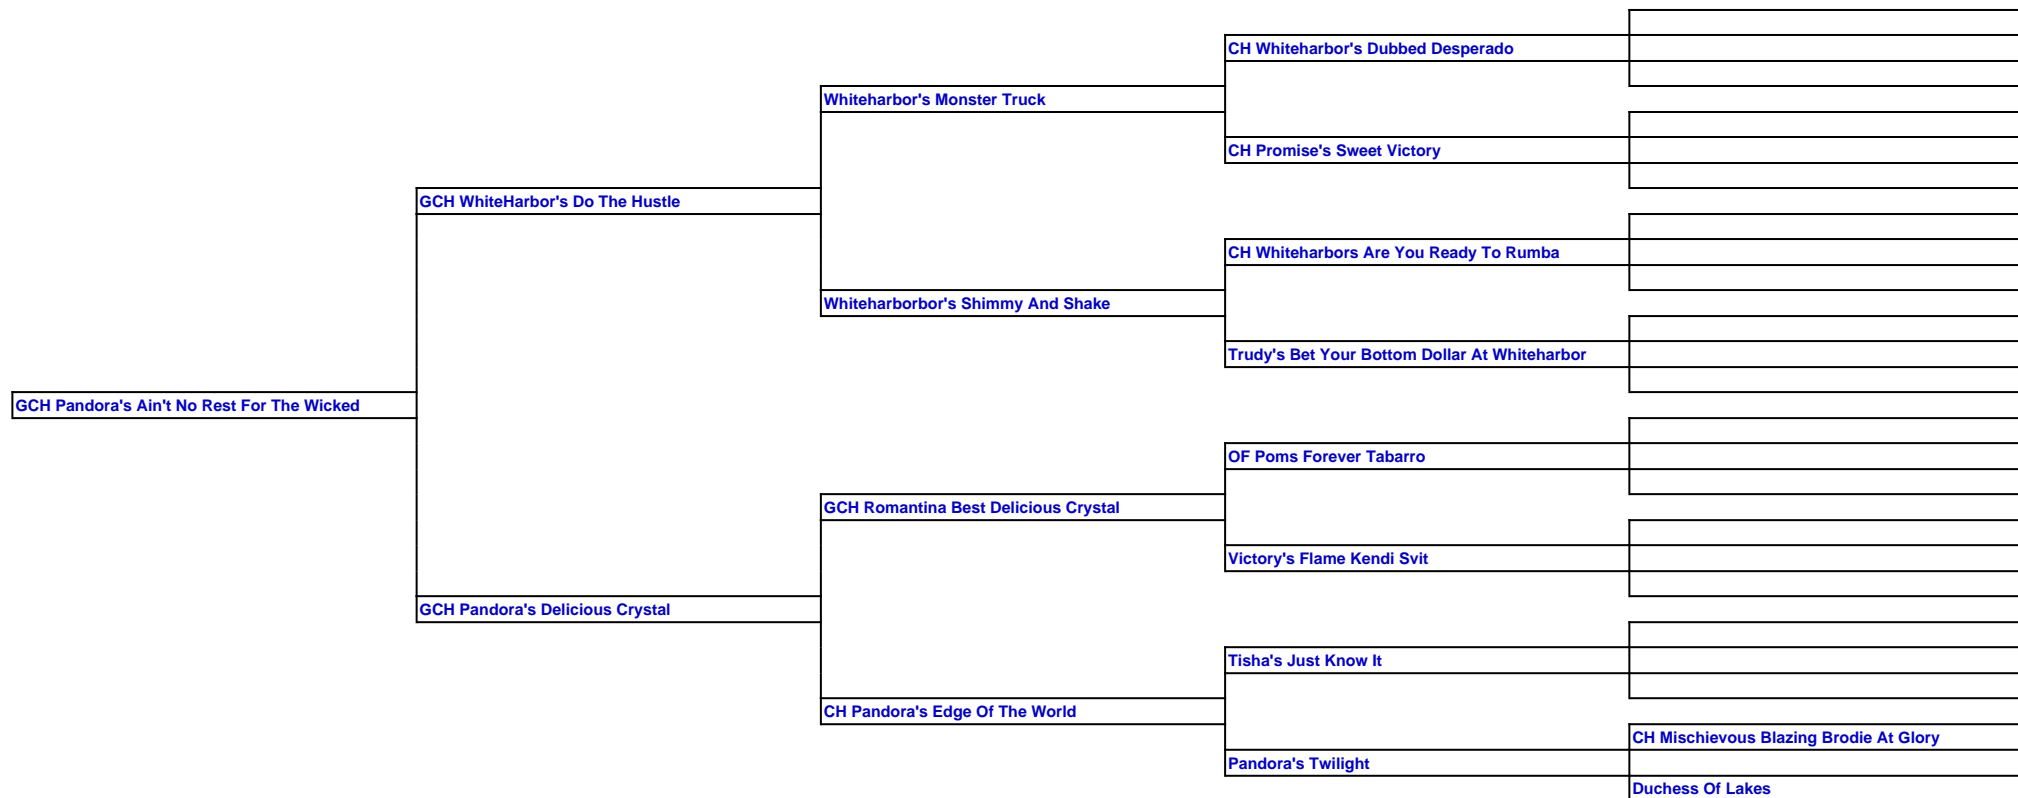 CH Whiteharbor's Dubbed Desperado
Whiteharbor's Monster Truck
CH Promise's Sweet Victory
GCH WhiteHarbor's Do The Hustle
CH Whiteharbors Are You Ready To Rumba
Whiteharborbor's Shimmy And Shake
Trudy's Bet Your Bottom Dollar At Whiteharbor
GCH Pandora's Ain't No Rest For The Wicked
OF Poms Forever Tabarro
GCH Romantina Best Delicious Crystal
Victory's Flame Kendi Svit
GCH Pandora's Delicious Crystal
Tisha's Just Know It
CH Pandora's Edge Of The World
CH Mischievous Blazing Brodie At Glory
Pandora's Twilight
Duchess Of Lakes